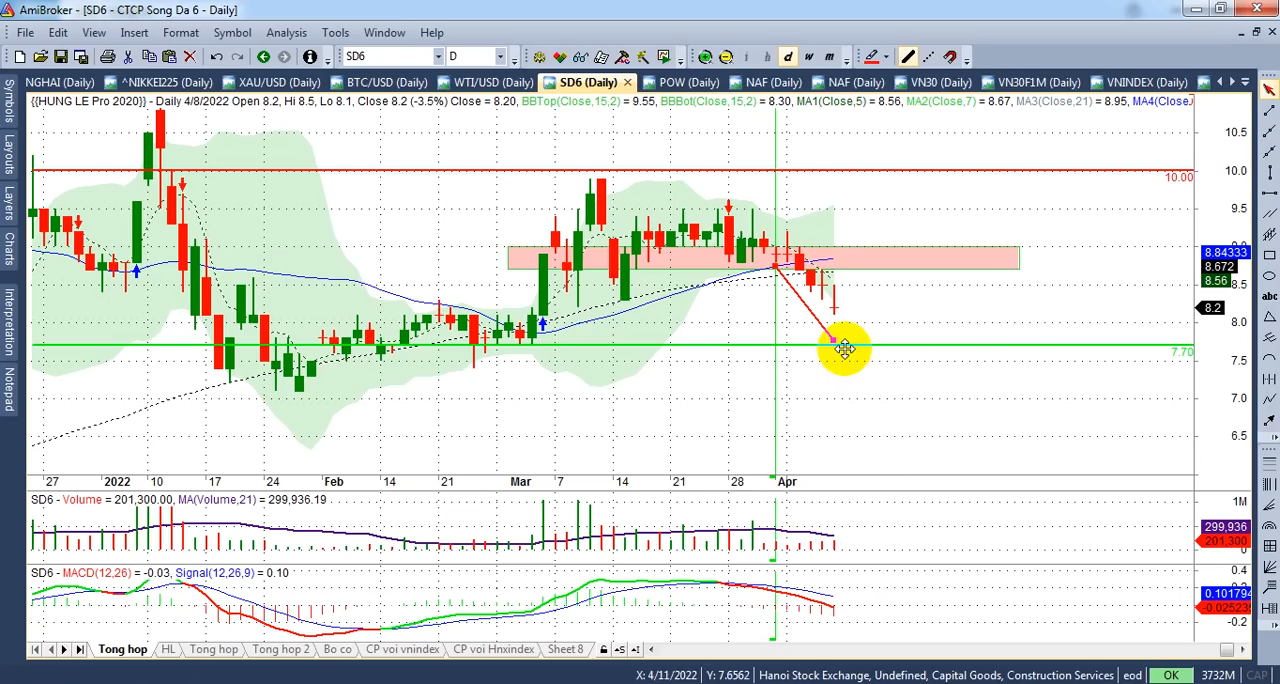 AmiBroker - [SD6 - CTCP Song Da 6 - Daily]
File Edit View Insert Format Symbol Analysis Tools Window Help
SD6 D i h d w m
NGHAI (Daily) ^NIKKEI225 (Daily) XAU/USD (Daily) BTC/USD (Daily) WTI/USD (Daily) SD6 (Daily) POW (Daily) NAF (Daily) NAF (Daily) VN30 (Daily) VN30F1M (Daily) VNINDEX (Daily)
Symbols
Layouts
Layers
Charts
Interpretation
Notepad
{{HUNG LE Pro 2020}} - Daily 4/8/2022 Open 8.2, Hi 8.5, Lo 8.1, Close 8.2 (-3.5%) Close = 8.20, BBTop(Close,15,2) = 9.55, BBBot(Close,15,2) = 8.30, MA1(Close,5) = 8.56, MA2(Close,7) = 8.67, MA3(Close,21) = 8.95, MA4(Close,
10.5
10.0
10.00
9.5
8.84333
8.672
8.56
8.5
8.2
8.0
7.70
7.5
7.0
6.5
abc
27 2022 10 17 24 Feb 14 21 Mar 7 14 21 28 Apr
SD6 - Volume = 201,300.00, MA(Volume,21) = 299,936.19
1M
299,936
201,300
0
SD6 - MACD(12,26) = -0.03, Signal(12,26,9) = 0.10
0.4
0.101794
-0.2
Tong hop HL Tong hop Tong hop 2 Bo co CP voi vnindex CP voi Hnxindex Sheet 8
X: 4/11/2022 Y: 7.6562 Hanoi Stock Exchange, Undefined, Capital Goods, Construction Services eod OK 3732M CAP